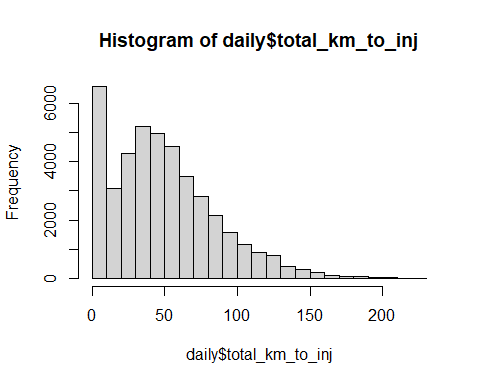 Histogram of daily$total_km_to_inj
Frequency
6000
4000
2000
0
0 50 100 150 200
daily$total_km_to_inj